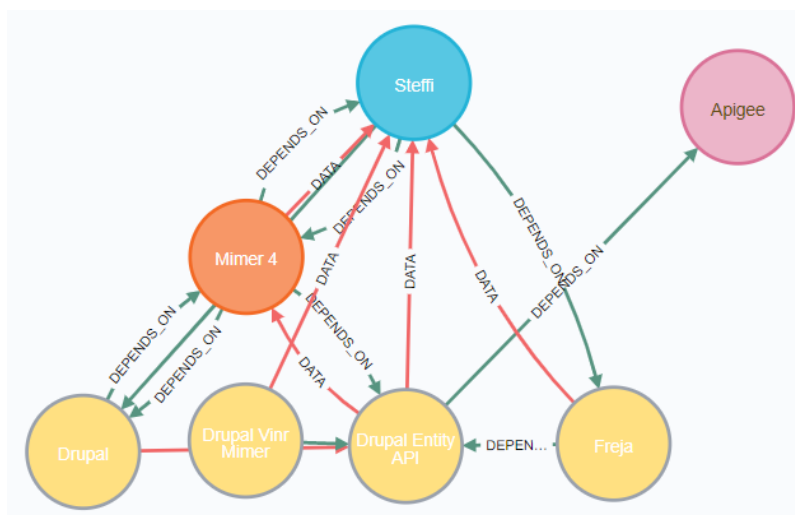 Steffi
Apigee
DEPENDS_ON
DATA
DEPENDS_ON
DEPENDS_ON
Mimer 4
DATA
DATA
DATA
DEPENDS_ON
DEPENDS_ON
DEPENDS_ON
DATA
DEPENDS_ON
Drupal
Drupal Vinr
Mimer
Drupal Entity
API
DEPEN...
Freja